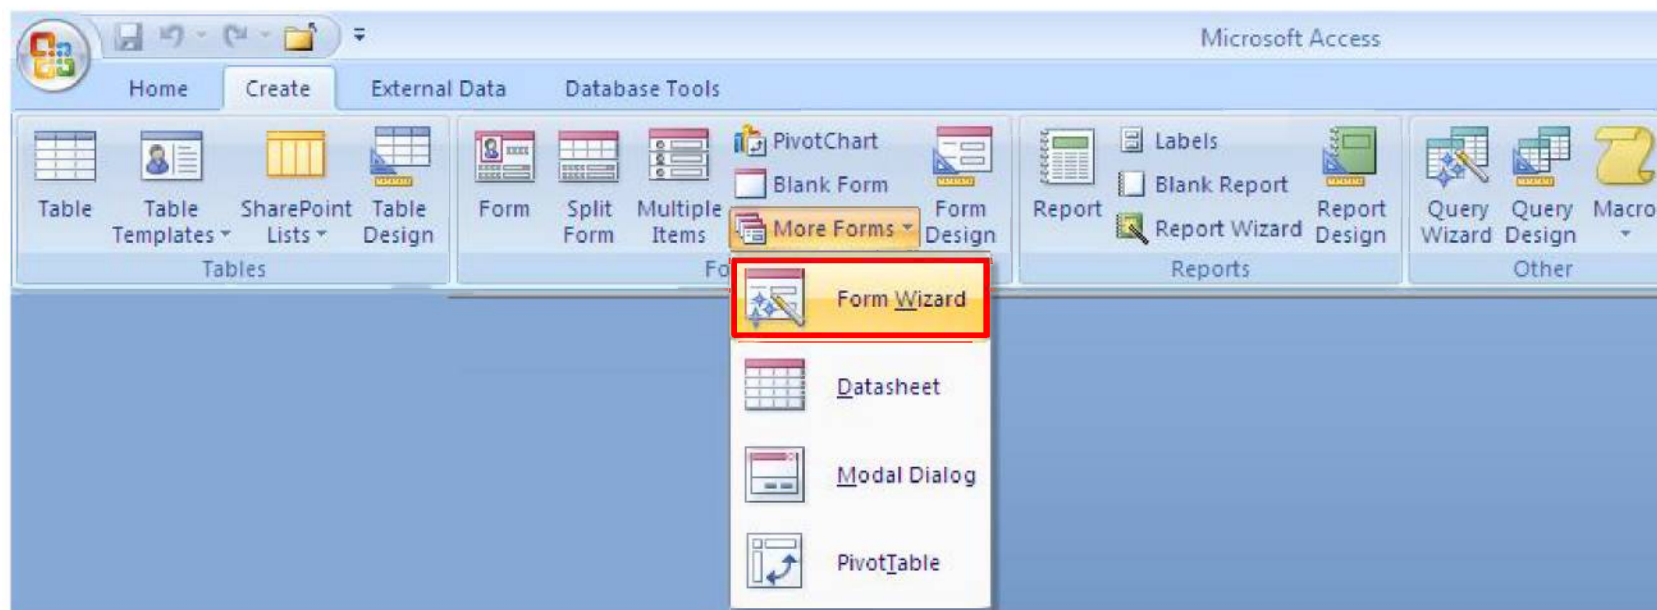 Microsoft Access
Home Create External Data Database Tools
Table
Table
Templates
SharePoint
Lists
Table
Design
Tables
Form
Split
Form
Multiple
Items
PivotChart
Blank Form
More Forms
Form
Design
Fo
Report
Labels
Blank Report
Report Wizard
Report
Design
Reports
Query
Wizard
Query
Design
Macro
Other
Form Wizard
Datasheet
Modal Dialog
PivotTable